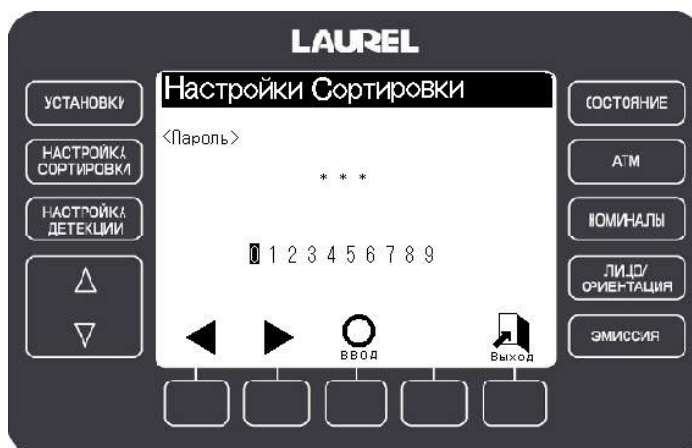 LAUREL
УСТАНОВКИ
НАСТРОЙКА
СОРТИРОВКИ
НАСТРОЙКА
ДЕТЕКЦИИ
Настройки Сортировки
<Пароль>
* * *
0 1 2 3 4 5 6 7 8 9
ВВОД
Выход
СОСТОЯНИЕ
АТМ
НОМИНАЛЫ
ЛИЦО/
ОРИЕНТАЦИЯ
ЭМИССИЯ